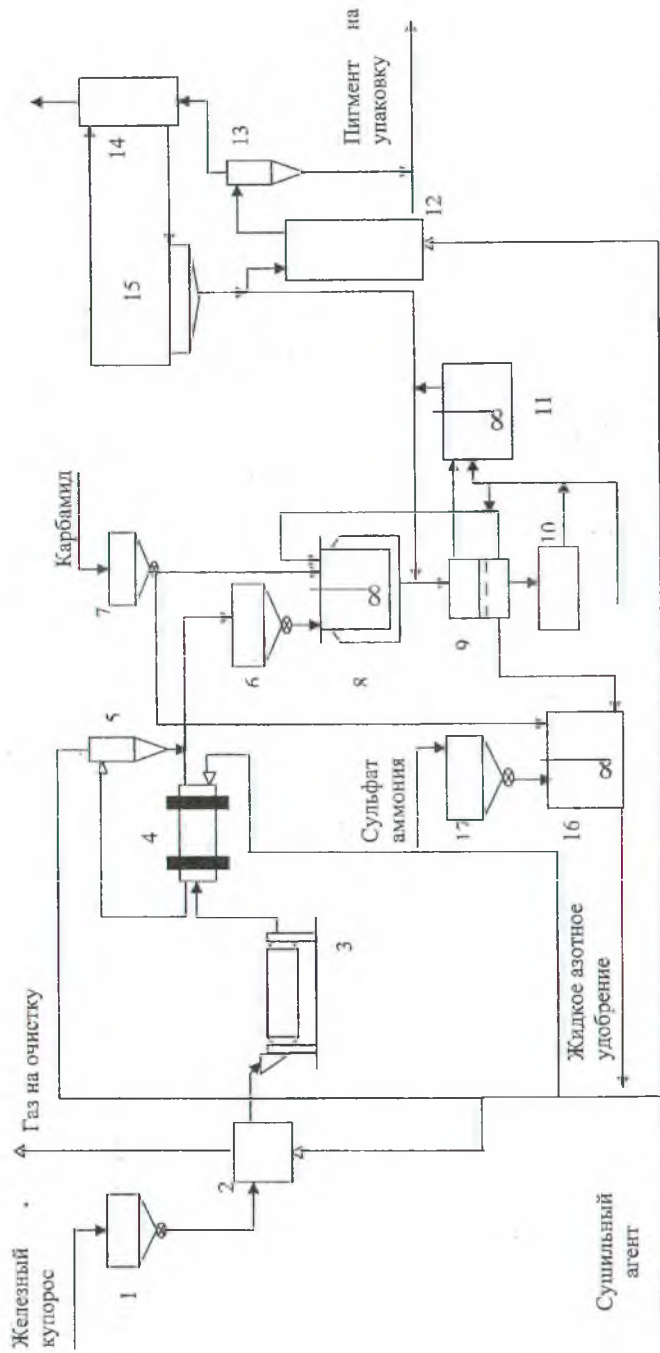 Железный
купорос
Газ на очистку
1
2
3
4
5
6
7
Карбамид
8
9
10
11
12
13
14
15
Пигмент на
упаковку
Сульфат
аммония
17
16
Жидкое азотное
удобрение
Сушильный
агент